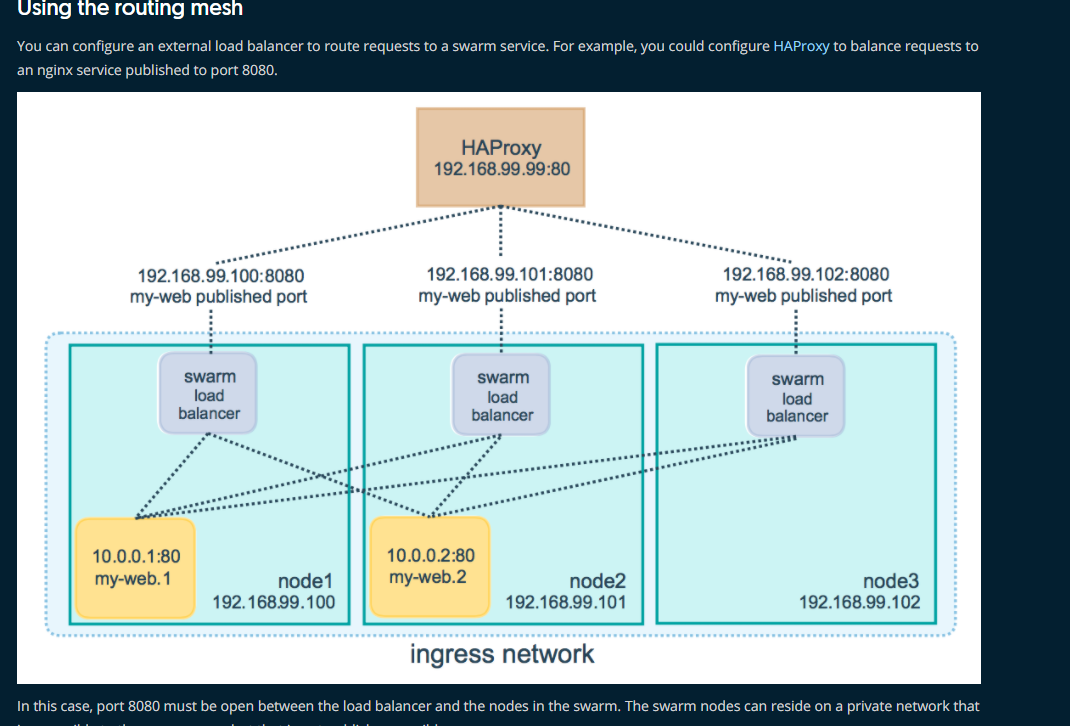 Using the routing mesh
You can configure an external load balancer to route requests to a swarm service. For example, you could configure HAProxy to balance requests to
an nginx service published to port 8080.
HAProxy
192.168.99.99:80
192.168.99.100:8080
my-web published port
192.168.99.101:8080
my-web published port
192.168.99.102:8080
my-web published port
swarm
load
balancer
swarm
load
balancer
swarm
load
balancer
10.0.0.1:80
my-web.1
node1
192.168.99.100
10.0.0.2:80
my-web.2
node2
192.168.99.101
node3
192.168.99.102
ingress network
In this case, port 8080 must be open between the load balancer and the nodes in the swarm. The swarm nodes can reside on a private network that